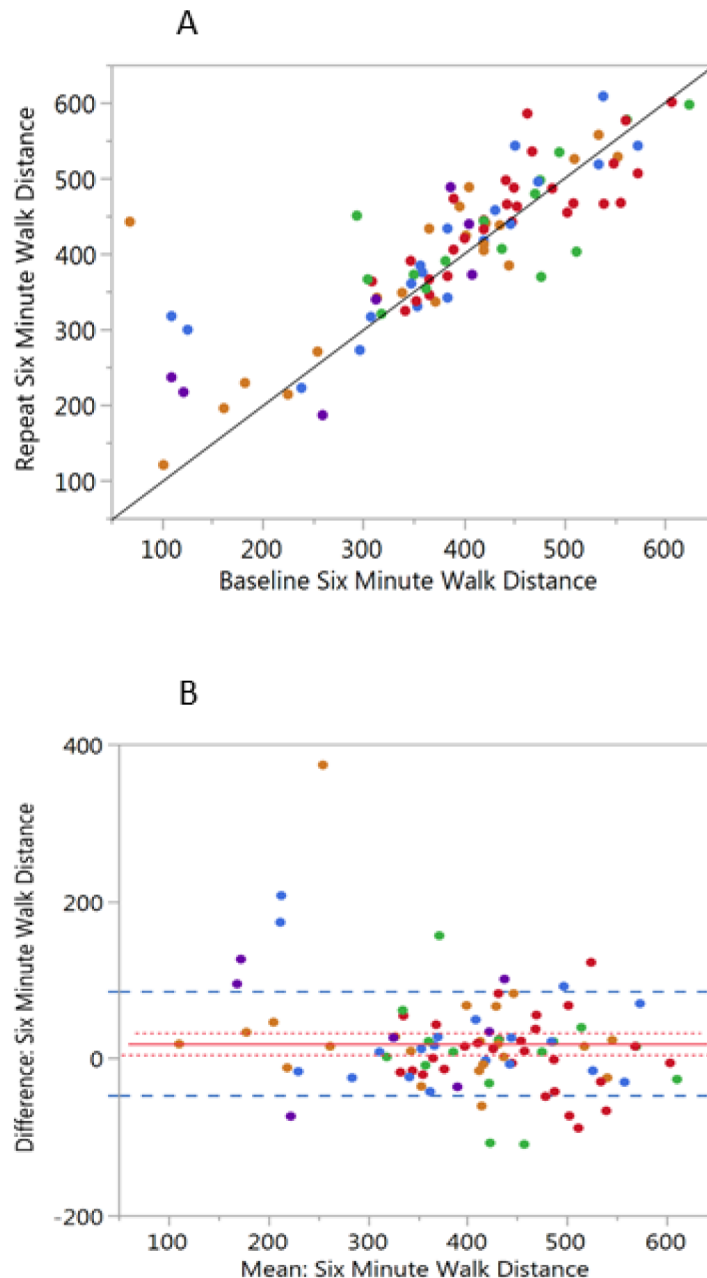 A
Repeat Six Minute Walk Distance
600
500
400
300
200
100
100 200 300 400 500 600
Baseline Six Minute Walk Distance
B
Difference: Six Minute Walk Distance
400
200
0
-200
100 200 300 400 500 600
Mean: Six Minute Walk Distance